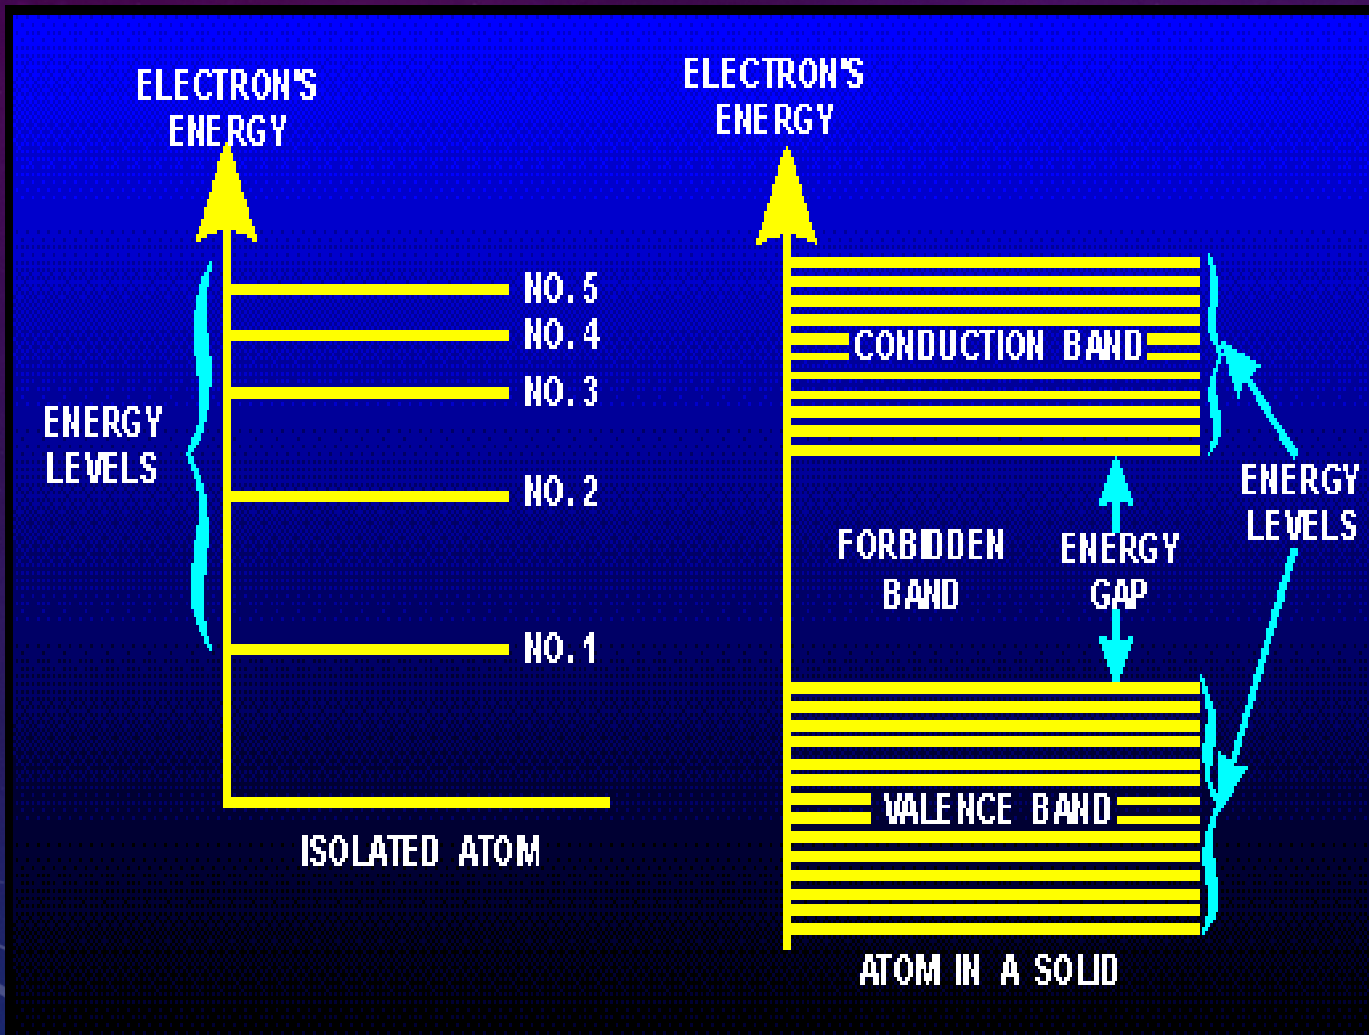 ELECTRON'S
ENERGY
NO. 5
NO. 4
NO. 3
ENERGY
LEVELS
NO. 2
NO. 1
ISOLATED ATOM
ELECTRON'S
ENERGY
CONDUCTION BAND
FORBIDDEN
BAND
ENERGY
GAP
ENERGY
LEVELS
VALENCE BAND
ATOM IN A SOLID